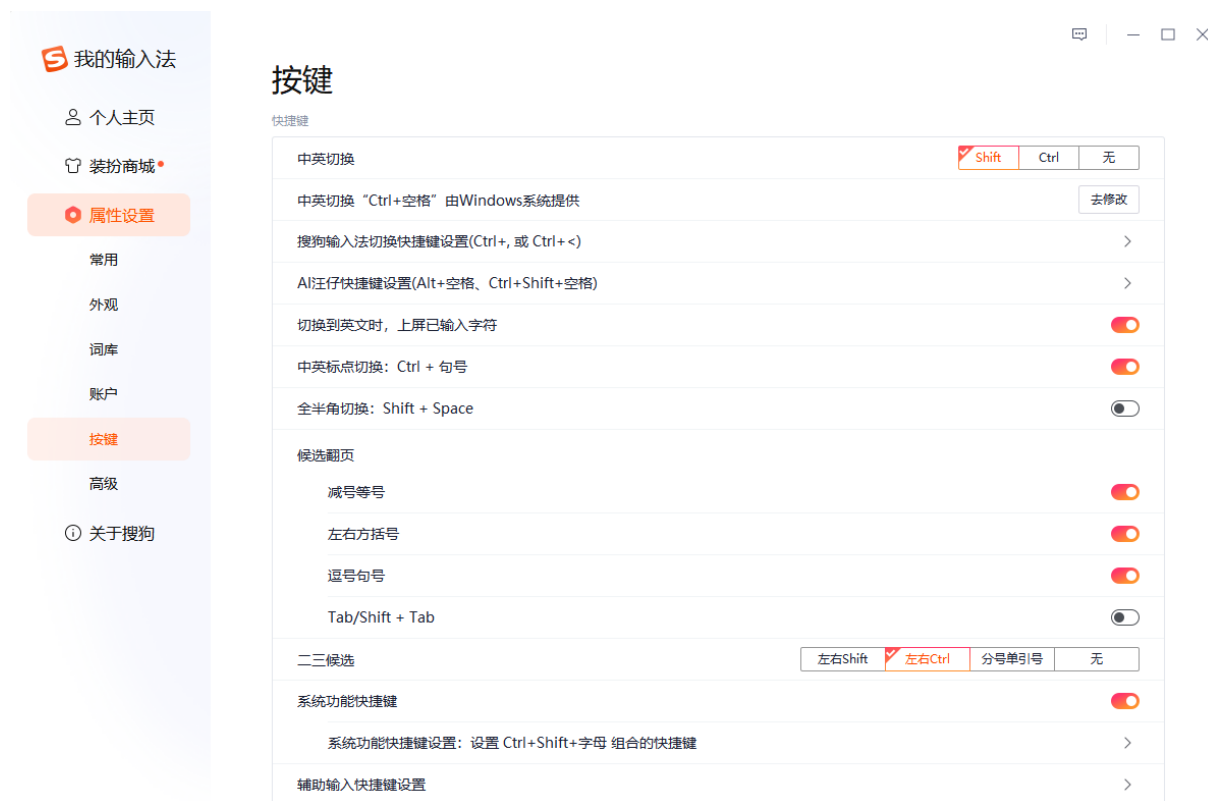 我的输入法
个人主页
装扮商城
属性设置
常用
外观
词库
账户
按键
高级
关于搜狗
按键
快捷键
中英切换 Shift Ctrl 无
中英切换“Ctrl+空格”由Windows系统提供 去修改
搜狗输入法切换快捷键设置(Ctrl+, 或 Ctrl+<)
AI汪仔快捷键设置(Alt+空格、Ctrl+Shift+空格)
切换到英文时，上屏已输入字符
中英标点切换：Ctrl + 句号
全半角切换：Shift + Space
候选翻页
减号等号
左右方括号
逗号句号
Tab/Shift + Tab
二三候选 左右Shift 左右Ctrl 分号单引号 无
系统功能快捷键
系统功能快捷键设置：设置 Ctrl+Shift+字母 组合的快捷键
辅助输入快捷键设置